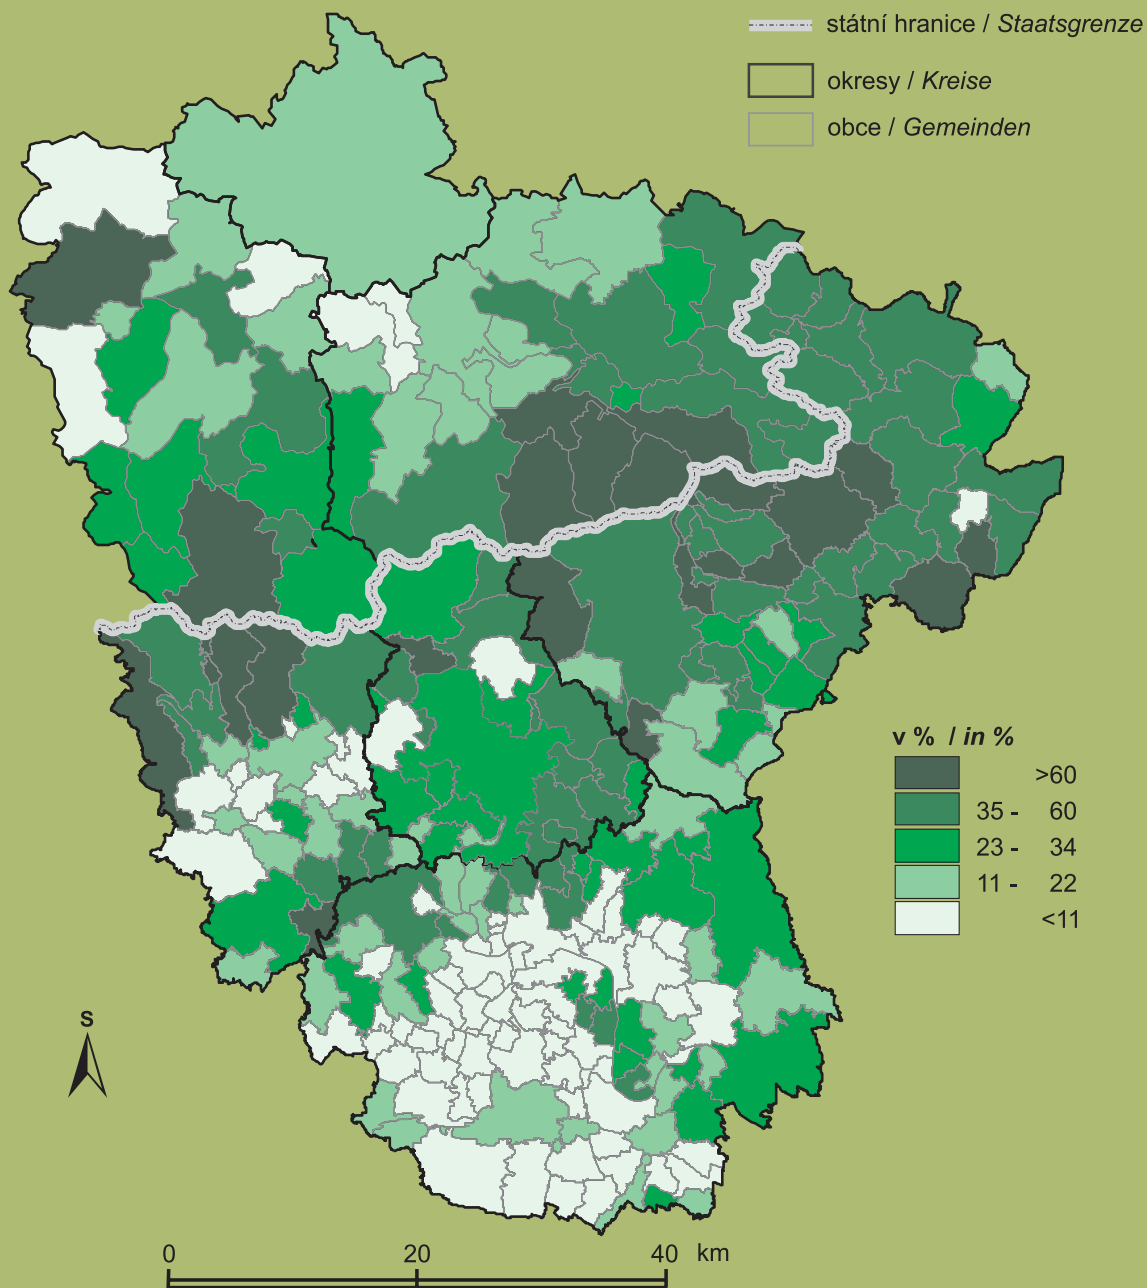 státní hranice / Staatsgrenze
okresy / Kreise
obce / Gemeinden
v % / in %
>60
35 - 60
23 - 34
11 - 22
<11
S
0 20 40 km